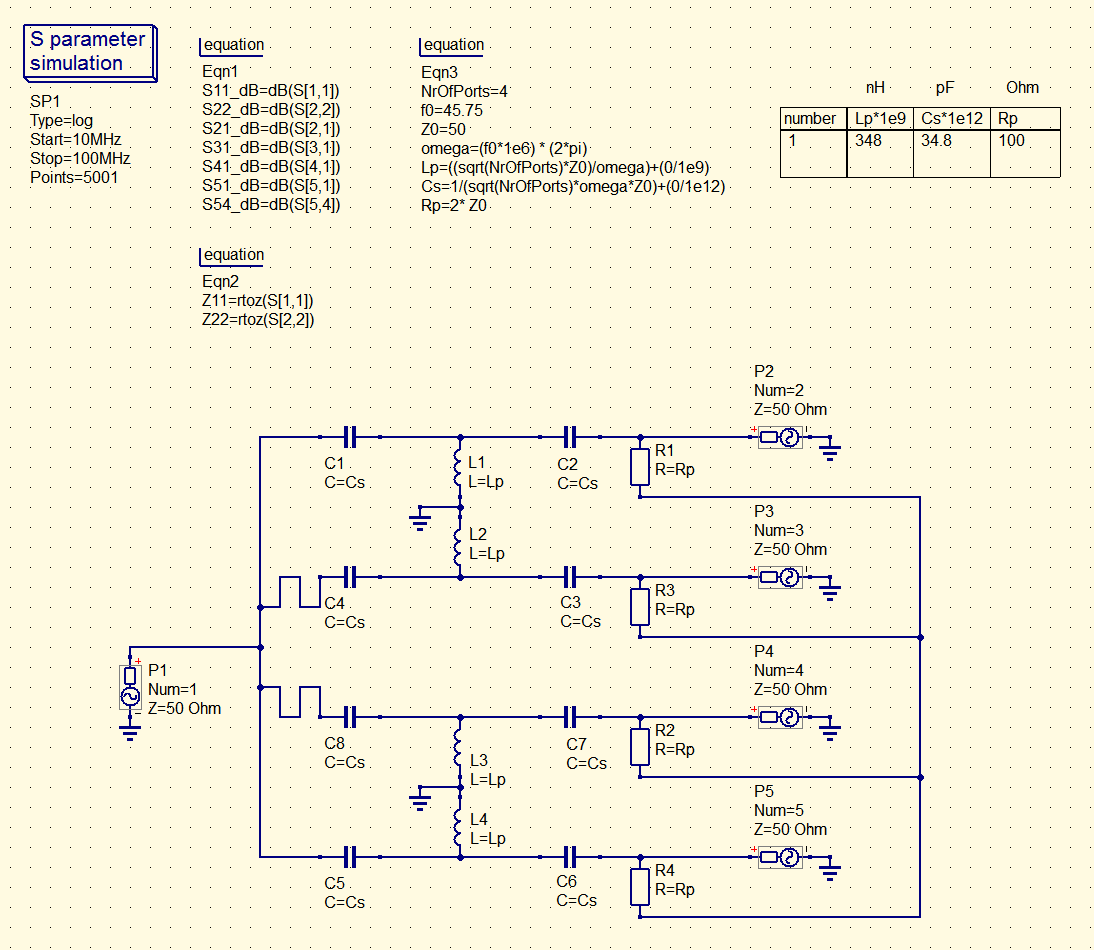 S parameter
simulation
SP1
Type=log
Start=10MHz
Stop=100MHz
Points=5001
equation
Eqn1
S11_dB=dB(S[1,1])
S22_dB=dB(S[2,2])
S21_dB=dB(S[2,1])
S31_dB=dB(S[3,1])
S41_dB=dB(S[4,1])
S51_dB=dB(S[5,1])
S54_dB=dB(S[5,4])
equation
Eqn2
Z11=rtoz(S[1,1])
Z22=rtoz(S[2,2])
equation
Eqn3
NrOfPorts=4
f0=45.75
Z0=50
omega=(f0*1e6) * (2*pi)
Lp=((sqrt(NrOfPorts)*Z0)/omega)+(0/1e9)
Cs=1/(sqrt(NrOfPorts)*omega*Z0)+(0/1e12)
Rp=2* Z0
nH pF Ohm
number Lp*1e9 Cs*1e12 Rp
1 348 34.8 100
P2
Num=2
Z=50 Ohm
C1
C=Cs
L1
L=Lp
C2
C=Cs
R1
R=Rp
P3
Num=3
Z=50 Ohm
L2
L=Lp
C4
C=Cs
C3
C=Cs
R3
R=Rp
P1
Num=1
Z=50 Ohm
P4
Num=4
Z=50 Ohm
C8
C=Cs
L3
L=Lp
C7
C=Cs
R2
R=Rp
P5
Num=5
Z=50 Ohm
L4
L=Lp
C5
C=Cs
C6
C=Cs
R4
R=Rp